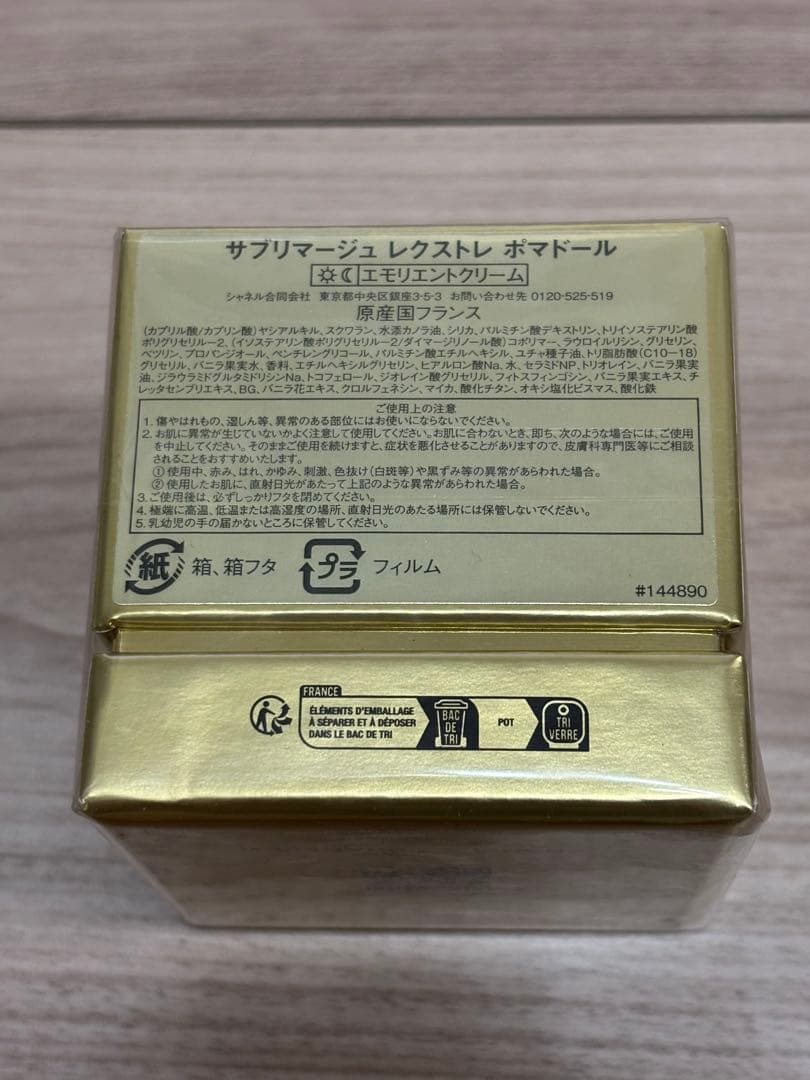 サブリマージュ レクストレ ポマドール
エモリエントクリーム
シャネル合同会社 東京都中央区銀座3-5-3 お問い合わせ先 0120-525-519
原産国フランス
(カプリル酸/カプリン酸)ヤシアルキル、スクワラン、水添カノラ油、シリカ、パルミチン酸デキストリン、トリイソステアリン酸
ポリグリセリル-2、(イソステアリン酸ポリグリセリル-2/ダイマージリノール酸)コポリマー、ラウロイルリシン、グリセリン、
ベツリン、プロパンジオール、ペンチレングリコール、パルミチン酸エチルヘキシル、ユチャ種子油、トリ脂肪酸(C10-18)
グリセリル、バニラ果実水、香料、エチルヘキシルグリセリン、ヒアルロン酸Na、水、セラミドNP、トリオレイン、バニラ果実
油、ジラウラミドグルタミドリシンNa、トコフェロール、ジオレイン酸グリセリル、フィトスフィンゴシン、バニラ果実エキス、チ
レッタセンブリエキス、BG、バニラ花エキス、クロルフェネシン、マイカ、酸化チタン、オキシ塩化ビスマス、酸化鉄
ご使用上の注意
1. 傷やはれもの、湿しん等、異常のある部位にはお使いにならないでください。
2. お肌に異常が生じていないかよく注意して使用してください。お肌に合わないとき、即ち、次のような場合には、ご使用
を中止してください。そのままご使用を続けますと、症状を悪化させることがありますので、皮膚科専門医等にご相談
されることをおすすめいたします。
① 使用中、赤み、はれ、かゆみ、刺激、色抜け(白斑等)や黒ずみ等の異常があらわれた場合。
② 使用したお肌に、直射日光があたって上記のような異常があらわれた場合。
3. ご使用後は、必ずしっかりフタを閉めてください。
4. 極端に高温、低温または高湿度の場所、直射日光のあたる場所には保管しないでください。
5. 乳幼児の手の届かないところに保管してください。
紙 箱、箱フタ プラ フィルム
#144890
FRANCE
ÉLÉMENTS D'EMBALLAGE
À SÉPARER ET À DÉPOSER
DANS LE BAC DE TRI
BAC
DE
TRI
POT
TRI
VERRE